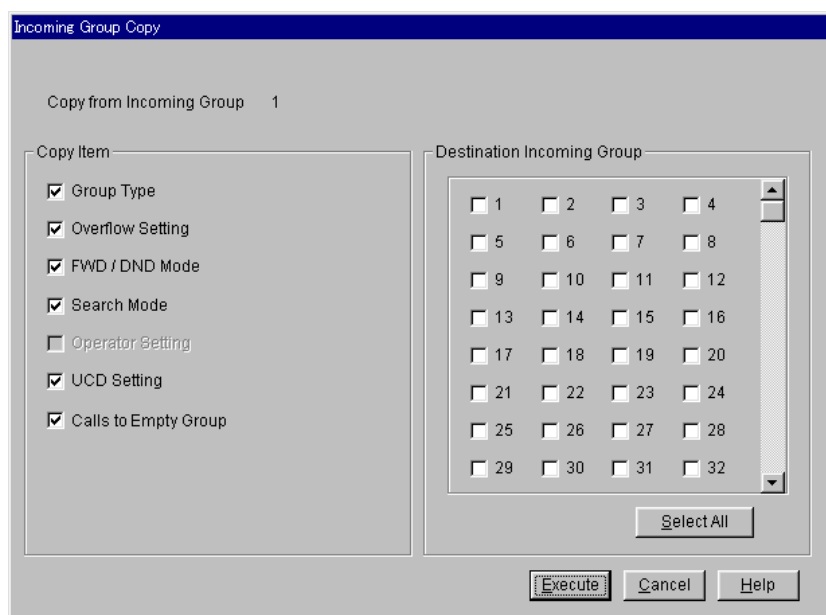 Incoming Group Copy
Copy from Incoming Group 1
Copy Item
Group Type
Overflow Setting
FWD / DND Mode
Search Mode
Operator Setting
UCD Setting
Calls to Empty Group
Destination Incoming Group
1 2 3 4
5 6 7 8
9 10 11 12
13 14 15 16
17 18 19 20
21 22 23 24
25 26 27 28
29 30 31 32
Select All
Execute Cancel Help